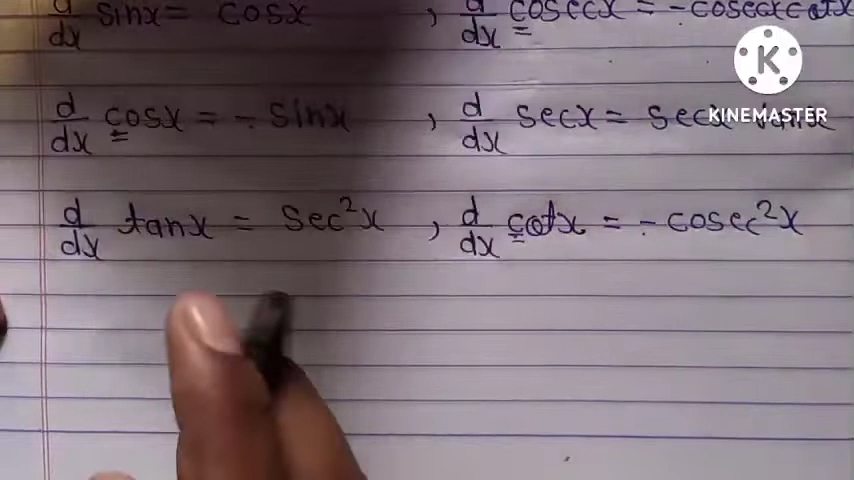 d/dx sinx = cosx , d/dx cosecx = -cosecx cotx
K
KINEMASTER
d/dx cosx = - sinx , d/dx secx = secx tanx
d/dx tanx = sec²x , d/dx cotx = - cosec²x